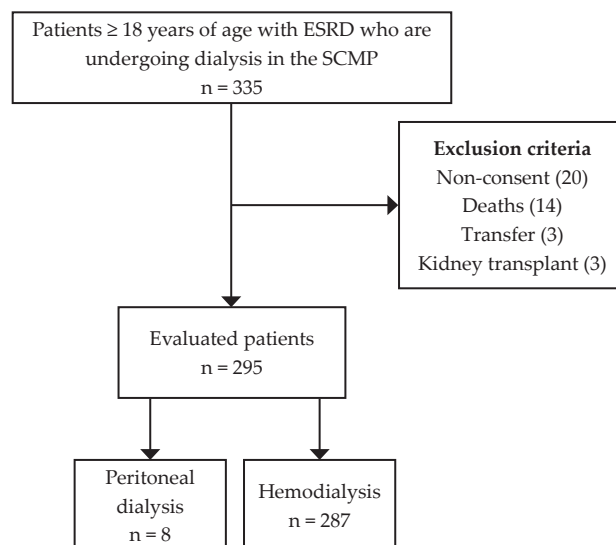 Patients ≥ 18 years of age with ESRD who are
undergoing dialysis in the SCMP
n = 335
Exclusion criteria
Non-consent (20)
Deaths (14)
Transfer (3)
Kidney transplant (3)
Evaluated patients
n = 295
Peritoneal
dialysis
n = 8
Hemodialysis
n = 287